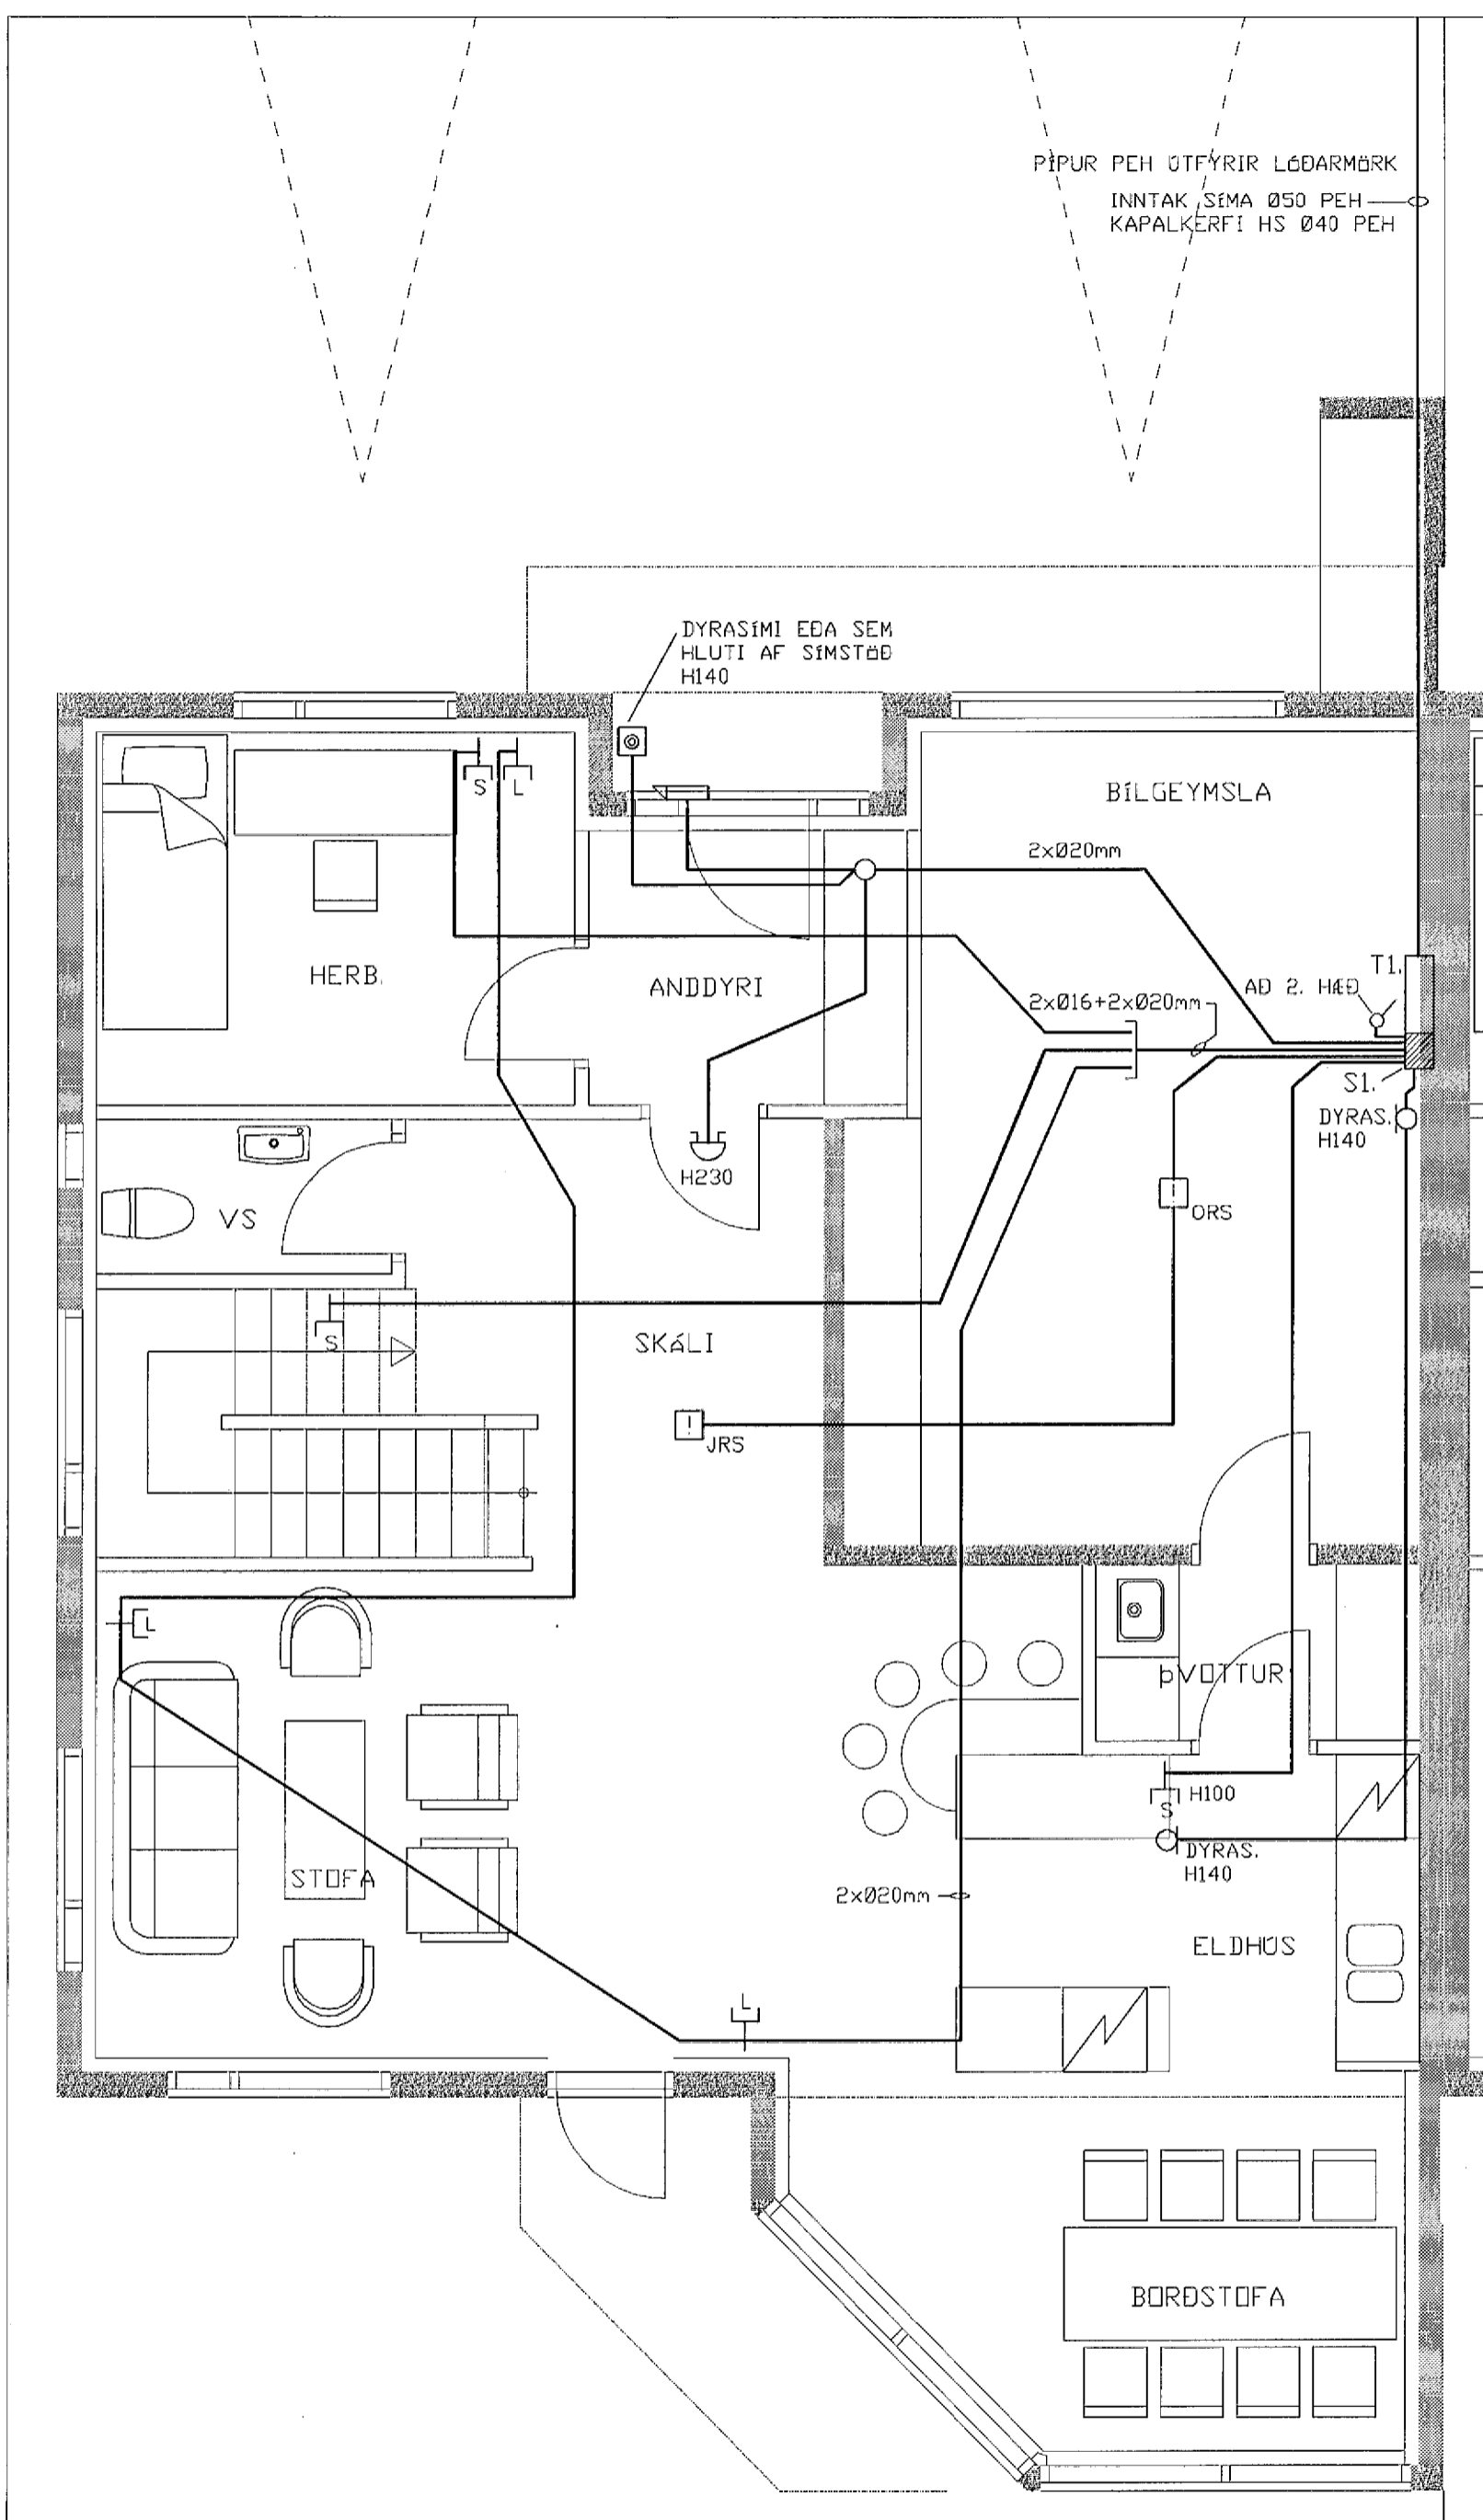 PÍPUR PEH ÚTFYRIR LÓÐARMÖRK
INNTAK SÍMA Ø50 PEH
KAPALKERFI HS Ø40 PEH
DYRASÍMI EÐA SEM
HLUTI AF SÍMSTÖÐ
H140
S
L
BÍLGEYMSLA
2xØ20mm
HERB.
ANDDYRI
T1.
AÐ 2. HÆÐ
2xØ16+2xØ20mm
S1.
DYRAS.
H140
H230
VS
ORS
S
SKÁLI
JRS
L
ÞVOTTUR
H100
S
DYRAS.
H140
STOFA
2xØ20mm
ELDHÚS
L
BORÐSTOFA